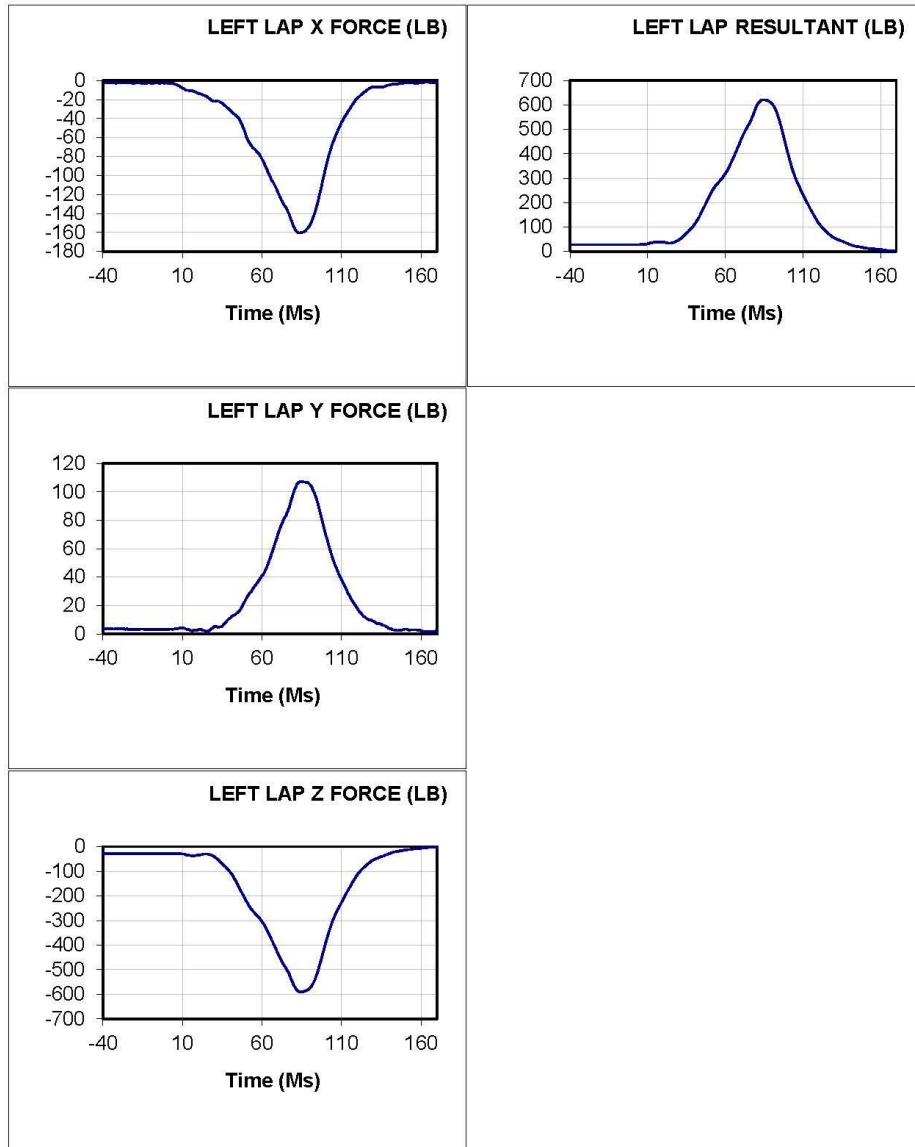 LEFT LAP X FORCE (LB)
0
-20
-40
-60
-80
-100
-120
-140
-160
-180
-40 10 60 110 160
Time (Ms)
LEFT LAP RESULTANT (LB)
700
600
500
400
300
200
100
0
-40 10 60 110 160
Time (Ms)
LEFT LAP Y FORCE (LB)
120
100
80
60
40
20
0
-40 10 60 110 160
Time (Ms)
LEFT LAP Z FORCE (LB)
0
-100
-200
-300
-400
-500
-600
-700
-40 10 60 110 160
Time (Ms)